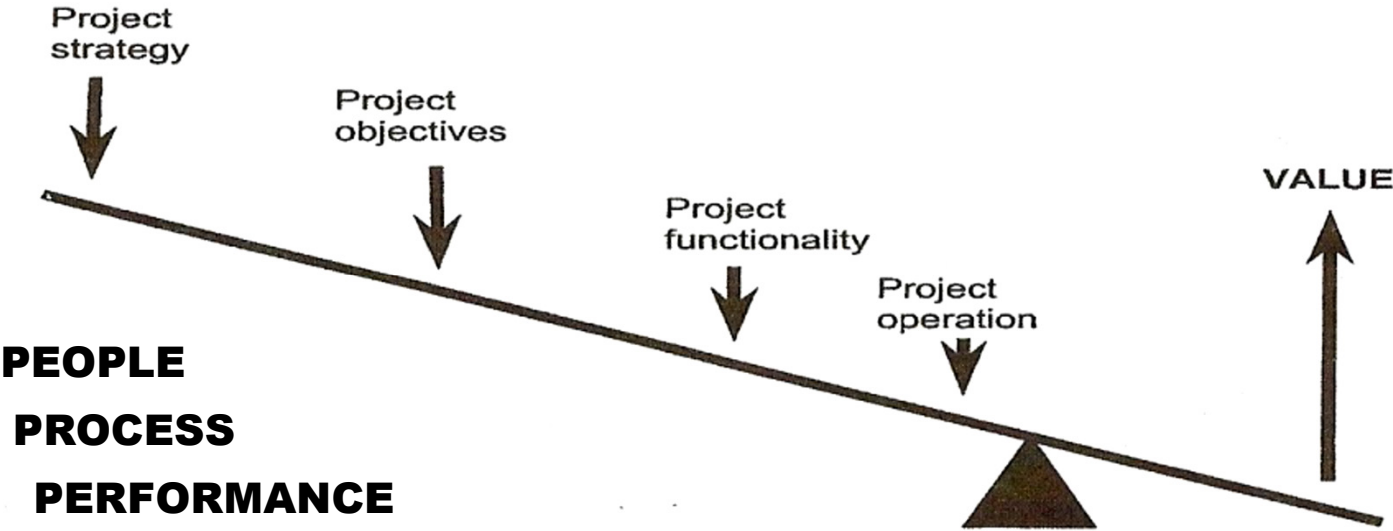 Project
strategy
Project
objectives
VALUE
Project
functionality
Project
operation
PEOPLE
PROCESS
PERFORMANCE